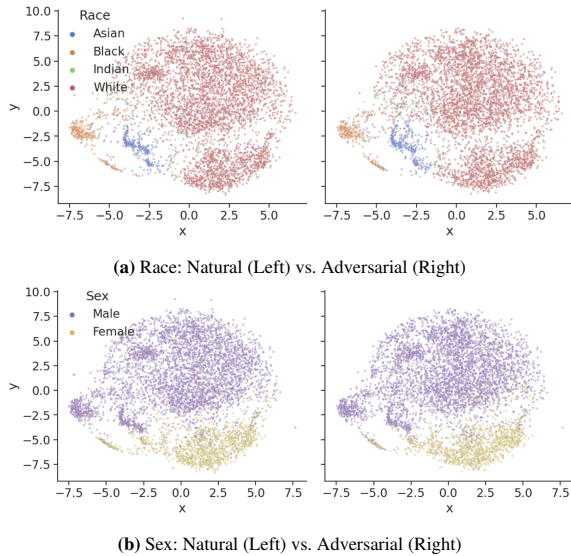 10.0
7.5
5.0
2.5
0.0
−2.5
−5.0
−7.5
y
Race
Asian
Black
Indian
White
−7.5 −5.0 −2.5 0.0 2.5 5.0
x
−7.5 −5.0 −2.5 0.0 2.5 5.0
x
(a) Race: Natural (Left) vs. Adversarial (Right)
10.0
7.5
5.0
2.5
0.0
−2.5
−5.0
−7.5
y
Sex
Male
Female
−7.5 −5.0 −2.5 0.0 2.5 5.0 7.5
x
−7.5 −5.0 −2.5 0.0 2.5 5.0 7.5
x
(b) Sex: Natural (Left) vs. Adversarial (Right)